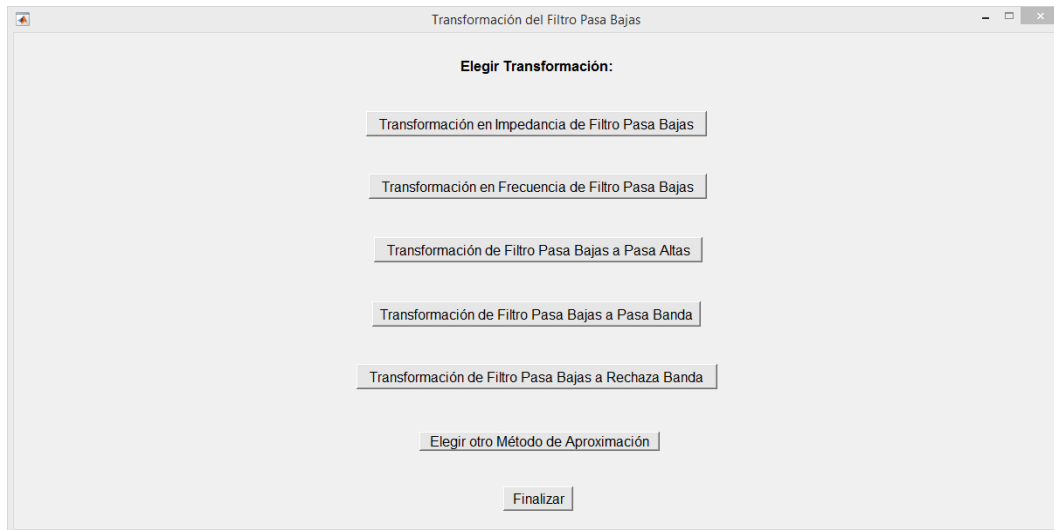 Transformación del Filtro Pasa Bajas
Elegir Transformación:
Transformación en Impedancia de Filtro Pasa Bajas
Transformación en Frecuencia de Filtro Pasa Bajas
Transformación de Filtro Pasa Bajas a Pasa Altas
Transformación de Filtro Pasa Bajas a Pasa Banda
Transformación de Filtro Pasa Bajas a Rechaza Banda
Elegir otro Método de Aproximación
Finalizar